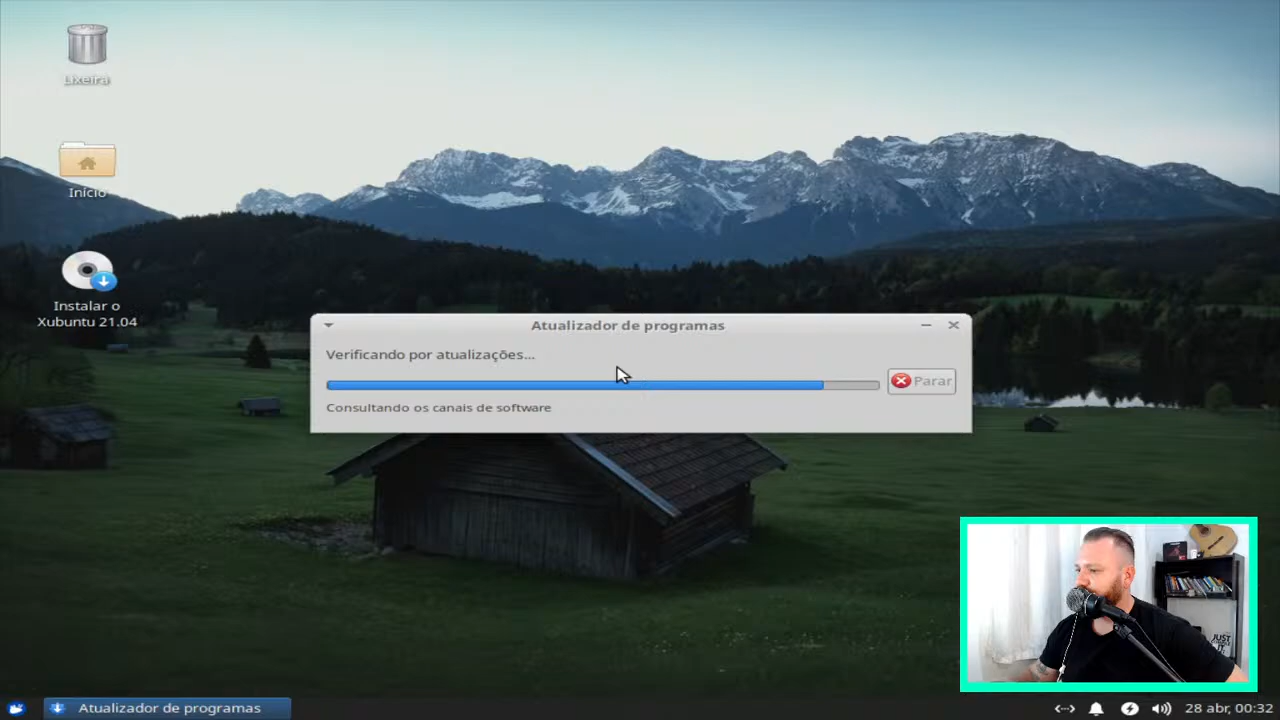 Lixeira
Início
Instalar o
Xubuntu 21.04
Atualizador de programas
Verificando por atualizações...
Parar
Consultando os canais de software
JUST
Atualizador de programas
28 abr, 00:32